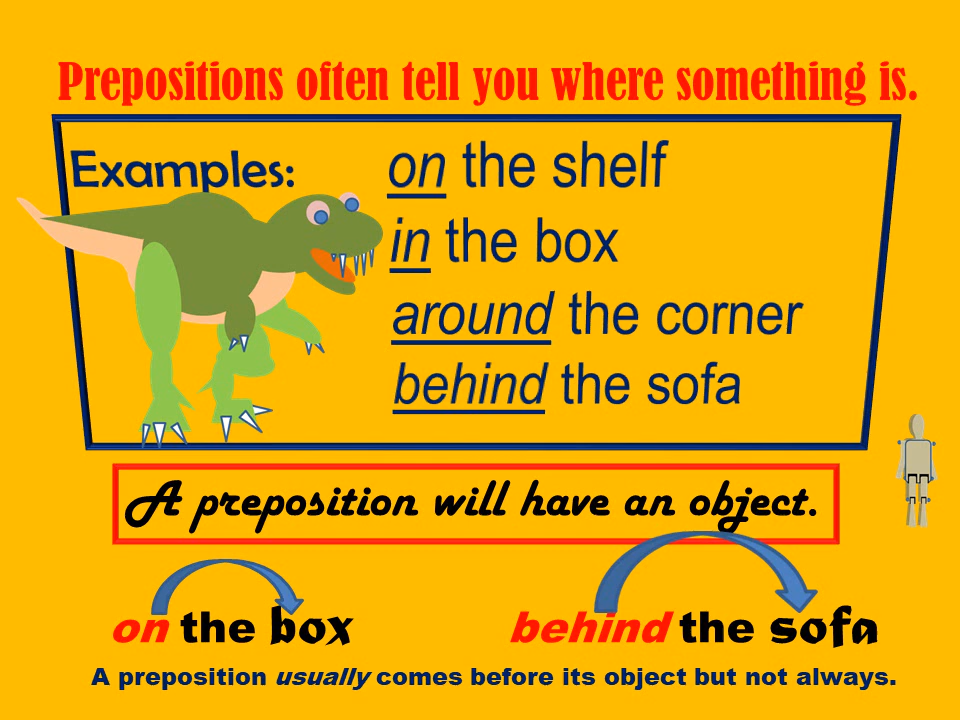 Prepositions often tell you where something is.
Examples: on the shelf
in the box
around the corner
behind the sofa
A preposition will have an object.
on the box behind the sofa
A preposition usually comes before its object but not always.